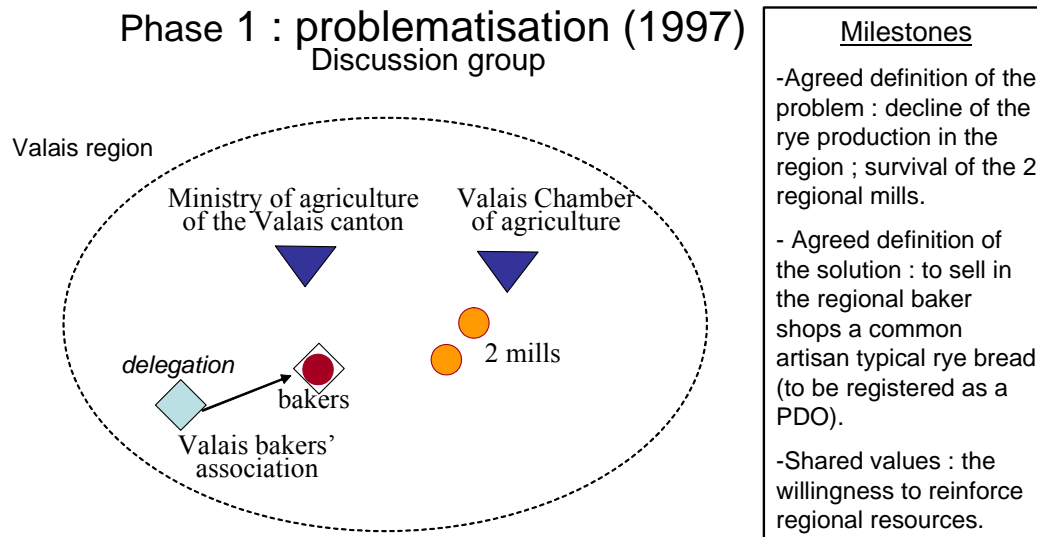 Phase 1 : problematisation (1997)
Discussion group
Valais region
Ministry of agriculture
of the Valais canton
Valais Chamber
of agriculture
2 mills
delegation
bakers
Valais bakers’
association
Milestones
-Agreed definition of the
problem : decline of the
rye production in the
region ; survival of the 2
regional mills.
- Agreed definition of
the solution : to sell in
the regional baker
shops a common
artisan typical rye bread
(to be registered as a
PDO).
-Shared values : the
willingness to reinforce
regional resources.